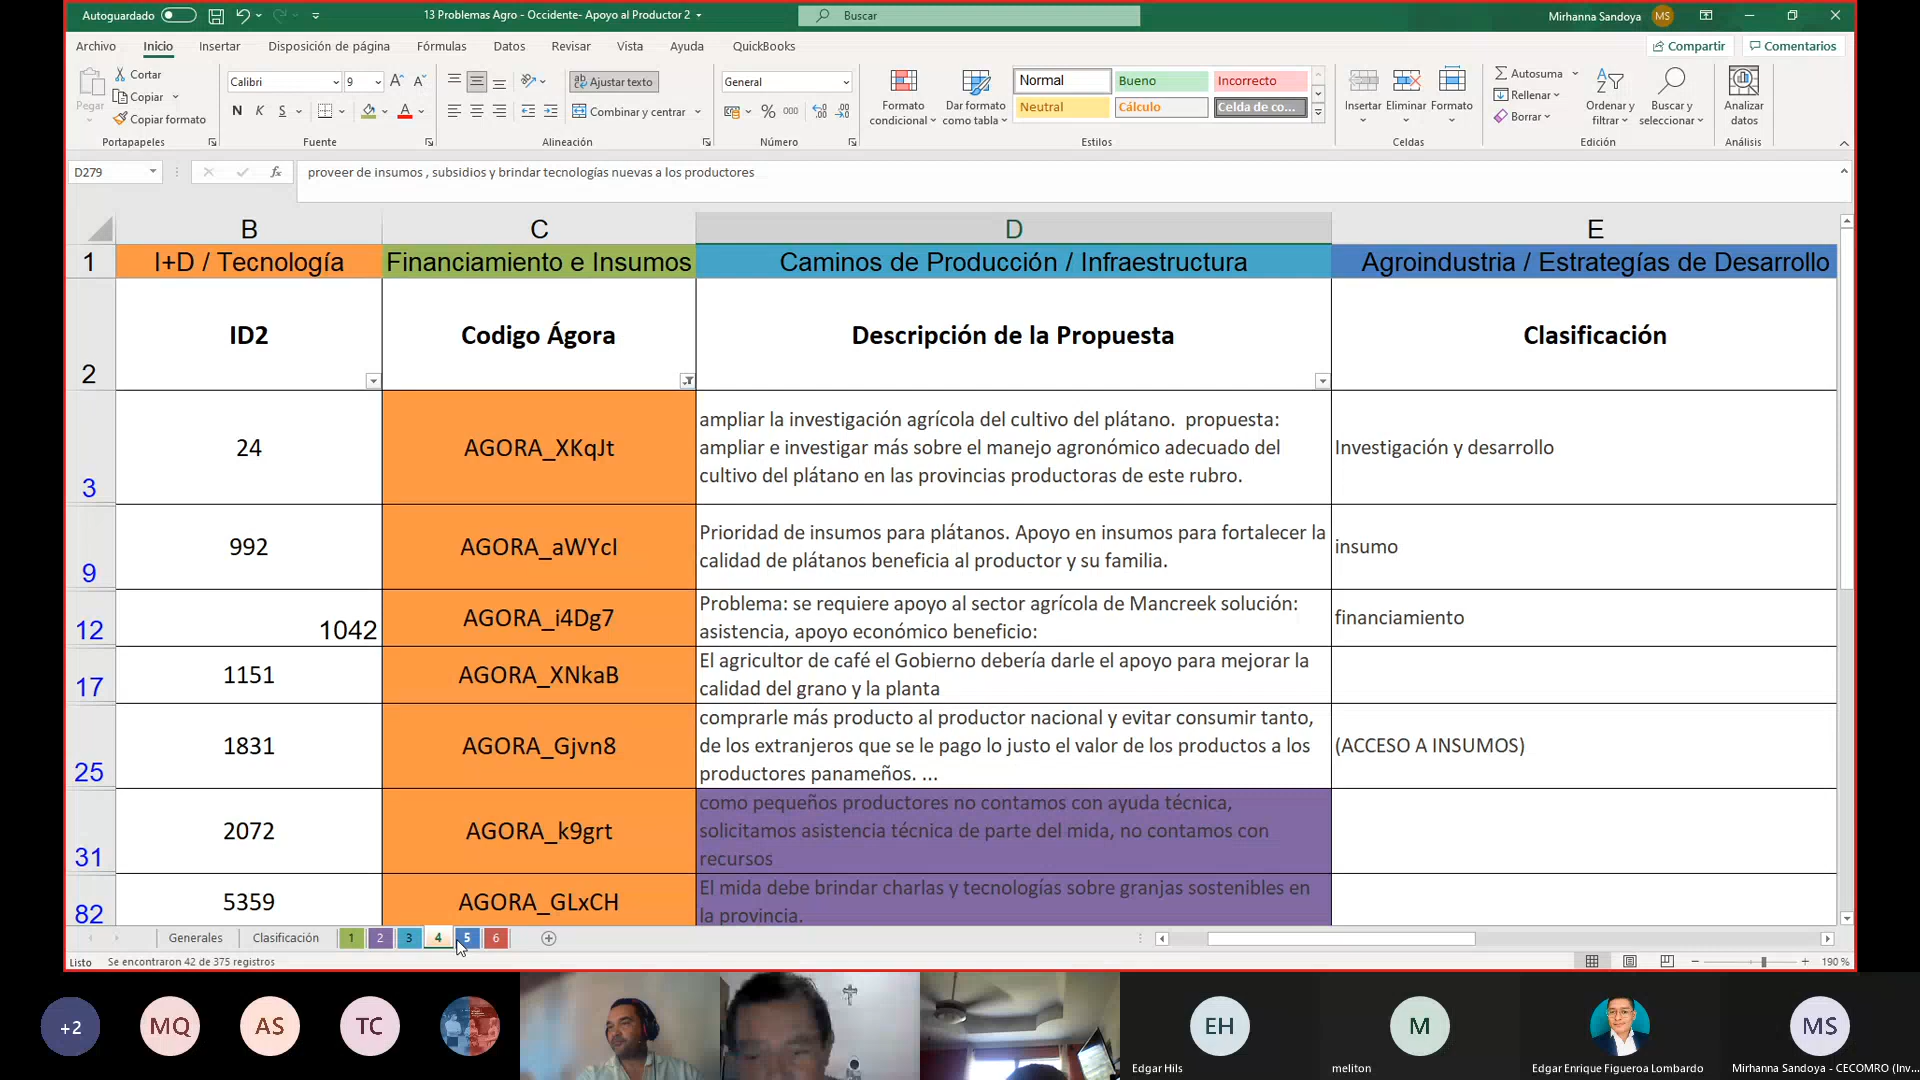 Autoguardado
13 Problemas Agro - Occidente- Apoyo al Productor 2
Buscar
Mirhanna Sandoya MS
Archivo Inicio Insertar Disposición de página Fórmulas Datos Revisar Vista Ayuda QuickBooks
Compartir Comentarios
Pegar
Cortar
Copiar
Copiar formato
Portapapeles
Calibri 9
N K S
Fuente
Ajustar texto
Combinar y centrar
Alineación
General
% 000
Número
Formato condicional
Dar formato como tabla
Normal Bueno Incorrecto
Neutral Cálculo Celda de co...
Estilos
Insertar Eliminar Formato
Celdas
Autosuma
Rellenar
Borrar
Ordenar y filtrar
Buscar y seleccionar
Edición
Analizar datos
Análisis
D279
fx
proveer de insumos , subsidios y brindar tecnologías nuevas a los productores
B C D E
1 I+D / Tecnología Financiamiento e Insumos Caminos de Producción / Infraestructura Agroindustria / Estrategías de Desarrollo
2 ID2 Codigo Ágora Descripción de la Propuesta Clasificación
3 24 AGORA_XKqJt
ampliar la investigación agrícola del cultivo del plátano. propuesta:
ampliar e investigar más sobre el manejo agronómico adecuado del
cultivo del plátano en las provincias productoras de este rubro.
Investigación y desarrollo
9 992 AGORA_aWYcI
Prioridad de insumos para plátanos. Apoyo en insumos para fortalecer la
calidad de plátanos beneficia al productor y su familia.
insumo
12 1042 AGORA_i4Dg7
Problema: se requiere apoyo al sector agrícola de Mancreek solución:
asistencia, apoyo económico beneficio:
financiamiento
17 1151 AGORA_XNkaB
El agricultor de café el Gobierno debería darle el apoyo para mejorar la
calidad del grano y la planta
25 1831 AGORA_Gjvn8
comprarle más producto al productor nacional y evitar consumir tanto,
de los extranjeros que se le pago lo justo el valor de los productos a los
productores panameños. ...
(ACCESO A INSUMOS)
31 2072 AGORA_k9grt
como pequeños productores no contamos con ayuda técnica,
solicitamos asistencia técnica de parte del mida, no contamos con
recursos
82 5359 AGORA_GLxCH
El mida debe brindar charlas y tecnologías sobre granjas sostenibles en
la provincia.
Generales Clasificación 1 2 3 4 5 6
Listo Se encontraron 42 de 375 registros
190 %
+2 MQ AS TC EH M MS
Edgar Hils
meliton
Edgar Enrique Figueroa Lombardo
Mirhanna Sandoya - CECOMRO (Inv...